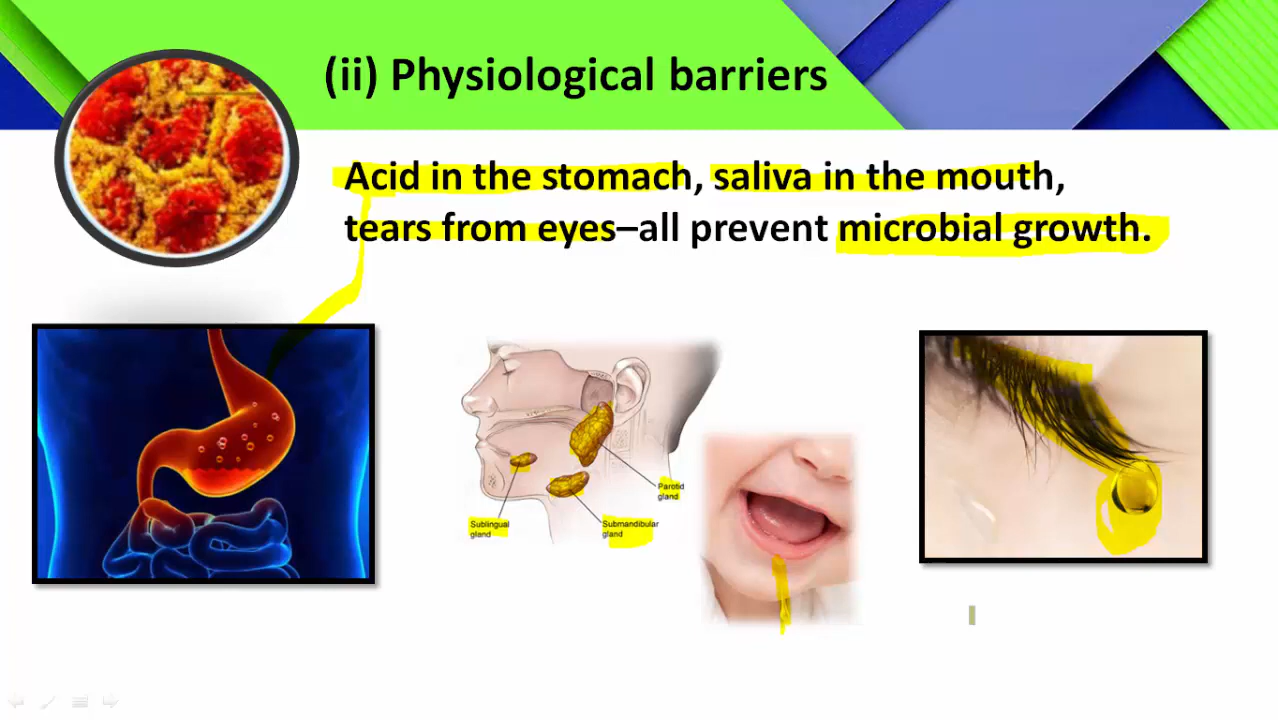 (ii) Physiological barriers
Acid in the stomach, saliva in the mouth,
tears from eyes–all prevent microbial growth.
Parotid
gland
Sublingual
gland
Submandibular
gland